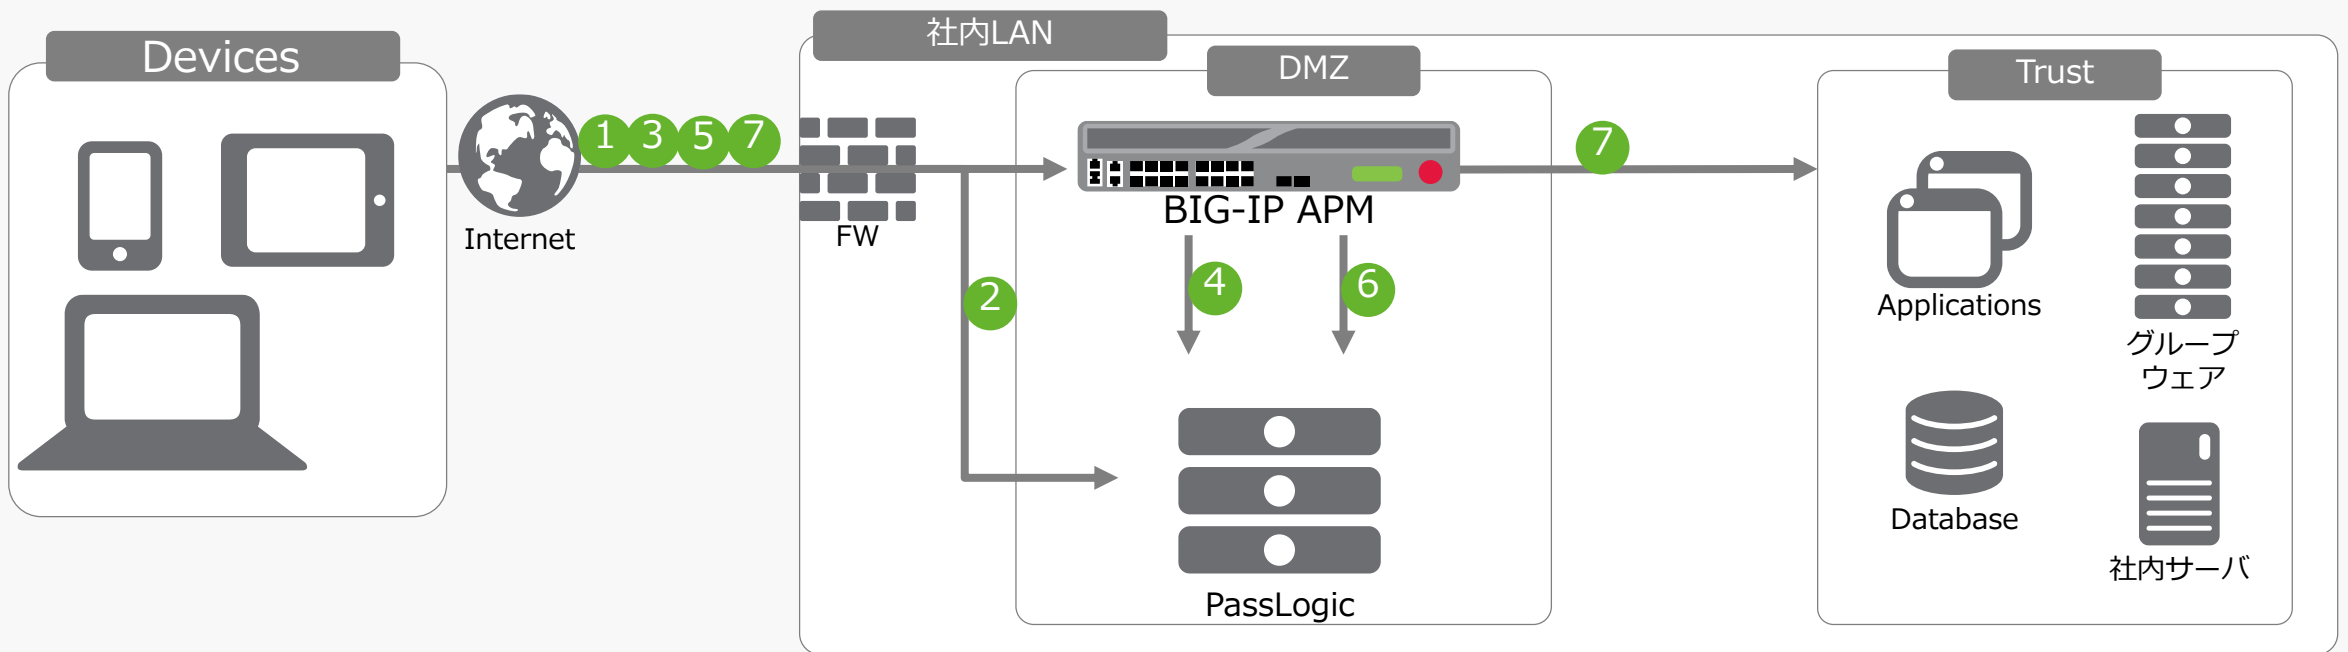 Devices
社内LAN
DMZ
Trust
1 3 5 7
7
Internet
FW
BIG-IP APM
2
4
6
Applications
グループ
ウェア
Database
社内サーバ
PassLogic